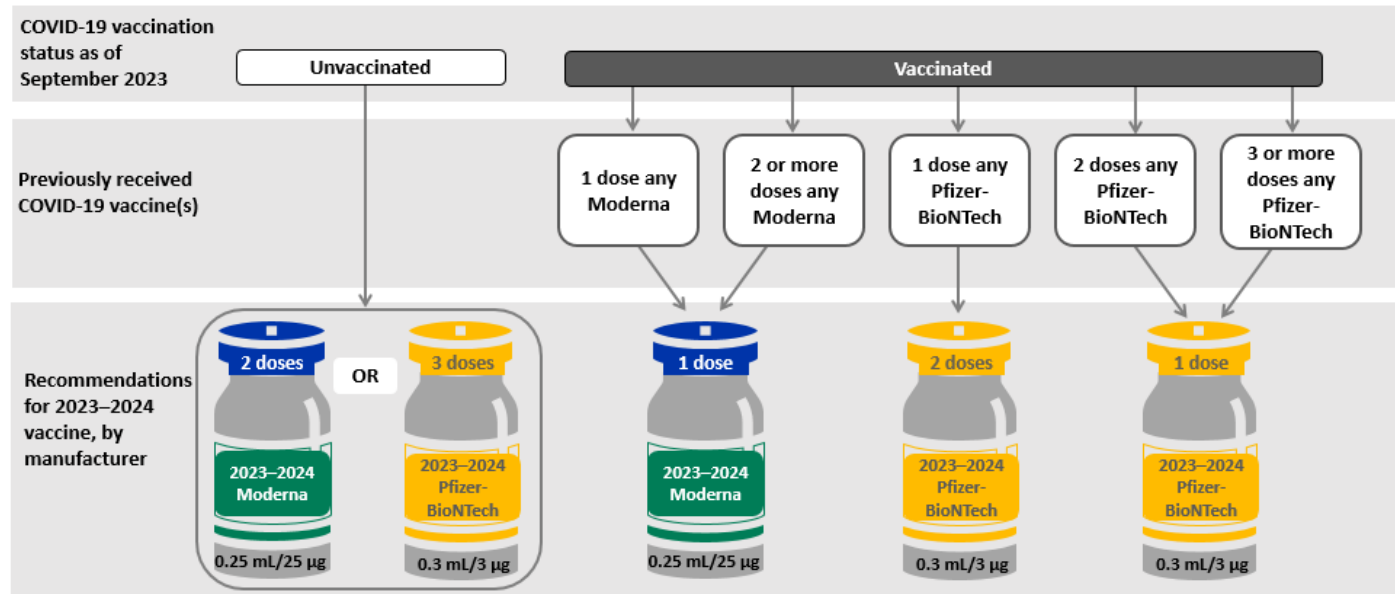 COVID-19 vaccination
status as of
September 2023
Unvaccinated
Vaccinated
Previously received
COVID-19 vaccine(s)
1 dose any
Moderna
2 or more
doses any
Moderna
1 dose any
Pfizer-
BioNTech
2 doses any
Pfizer-
BioNTech
3 or more
doses any
Pfizer-
BioNTech
Recommendations
for 2023–2024
vaccine, by
manufacturer
2 doses
2023–2024
Moderna
0.25 mL/25 µg
OR
3 doses
2023–2024
Pfizer-
BioNTech
0.3 mL/3 µg
1 dose
2023–2024
Moderna
0.25 mL/25 µg
2 doses
2023–2024
Pfizer-
BioNTech
0.3 mL/3 µg
1 dose
2023–2024
Pfizer-
BioNTech
0.3 mL/3 µg